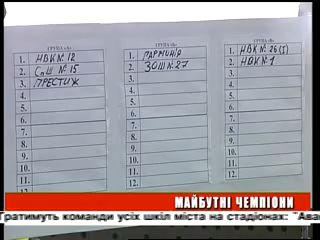 ГРУПА «А»
1. НВК № 12
2. СпШ № 15
3. ПРЕСТИЖ
4.
5.
6.
7.
8.
9.
10.
11.
12.
1. ГАРМОНІЯ
2. ЗОШ № 27
3.
4.
5.
6.
7.
8.
9.
10.
11.
12.
1. НВК № 26 (I)
2. НВК № 1
3.
4.
5.
6.
7.
8.
9.
10.
11.
12.
МАЙБУТНІ ЧЕМПІОНИ
Гратимуть команди усіх шкіл міста на стадіонах: "Ава